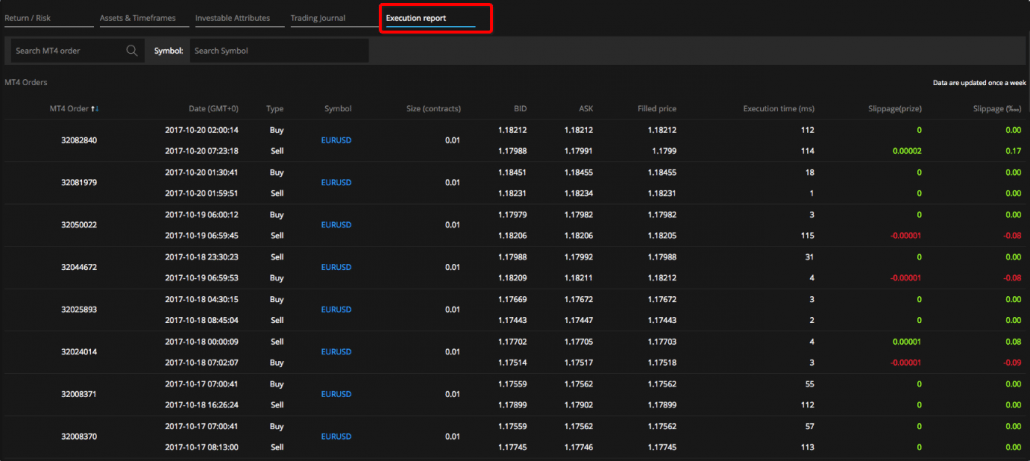 Return / Risk Assets & Timeframes Investable Attributes Trading Journal Execution report
Search MT4 order Symbol: Search Symbol
MT4 Orders Data are updated once a week
MT4 Order Date (GMT+0) Type Symbol Size (contracts) BID ASK Filled price Execution time (ms) Slippage(prize) Slippage (‱)
2017-10-20 02:00:14 Buy 1.18212 1.18212 1.18212 112 0 0.00
32082840 EURUSD 0.01
2017-10-20 07:23:18 Sell 1.17988 1.17991 1.1799 114 0.00002 0.17
2017-10-20 01:30:41 Buy 1.18451 1.18455 1.18455 18 0 0.00
32081979 EURUSD 0.01
2017-10-20 01:59:51 Sell 1.18231 1.18234 1.18231 1 0 0.00
2017-10-19 06:00:12 Buy 1.17979 1.17982 1.17982 3 0 0.00
32050022 EURUSD 0.01
2017-10-19 06:59:45 Sell 1.18206 1.18206 1.18205 115 -0.00001 -0.08
2017-10-18 23:30:23 Sell 1.17988 1.17992 1.17988 31 0 0.00
32044672 EURUSD 0.01
2017-10-19 06:59:53 Buy 1.18209 1.18211 1.18212 4 -0.00001 -0.08
2017-10-18 04:30:15 Buy 1.17669 1.17672 1.17672 3 0 0.00
32025893 EURUSD 0.01
2017-10-18 08:45:04 Sell 1.17443 1.17447 1.17443 2 0 0.00
2017-10-18 00:00:09 Sell 1.17702 1.17705 1.17703 4 0.00001 0.08
32024014 EURUSD 0.01
2017-10-18 07:02:07 Buy 1.17514 1.17517 1.17518 3 -0.00001 -0.09
2017-10-17 07:00:41 Buy 1.17559 1.17562 1.17562 55 0 0.00
32008371 EURUSD 0.01
2017-10-18 16:26:24 Sell 1.17899 1.17902 1.17899 112 0 0.00
2017-10-17 07:00:41 Buy 1.17559 1.17562 1.17562 57 0 0.00
32008370 EURUSD 0.01
2017-10-17 08:13:00 Sell 1.17745 1.17746 1.17745 113 0 0.00